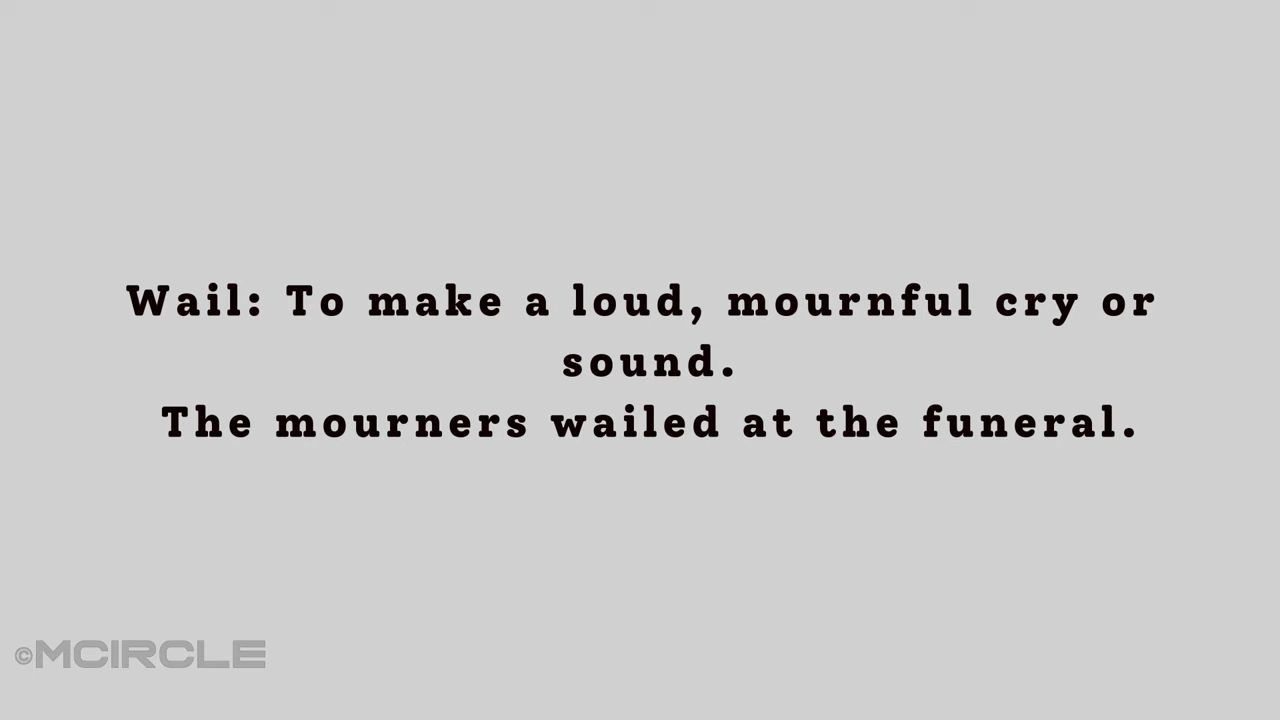 Wail: To make a loud, mournful cry or
sound.
The mourners wailed at the funeral.
©MCIRCLE